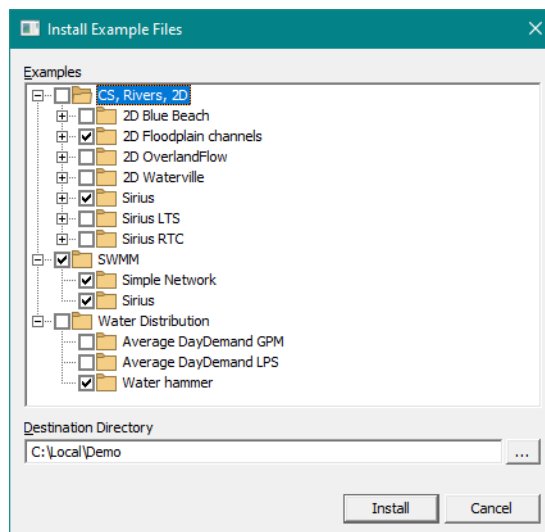 Install Example Files
Examples
CS, Rivers, 2D
2D Blue Beach
2D Floodplain channels
2D OverlandFlow
2D Waterville
Sirius
Sirius LTS
Sirius RTC
SWMM
Simple Network
Sirius
Water Distribution
Average DayDemand GPM
Average DayDemand LPS
Water hammer
Destination Directory
C:\Local\Demo
...
Install Cancel